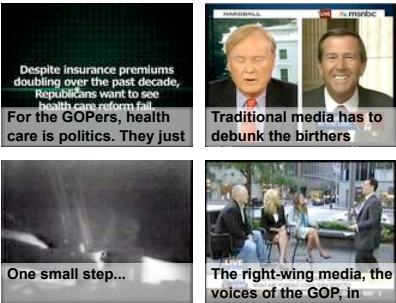 Despite insurance premiums
doubling over the past decade,
Republicans want to see
health care reform fail.
For the GOPers, health
care is politics. They just
HARDBALL
LIVE
msnbc
Traditional media has to
debunk the birthers
One small step...
LIVE
The right-wing media, the
voices of the GOP, in